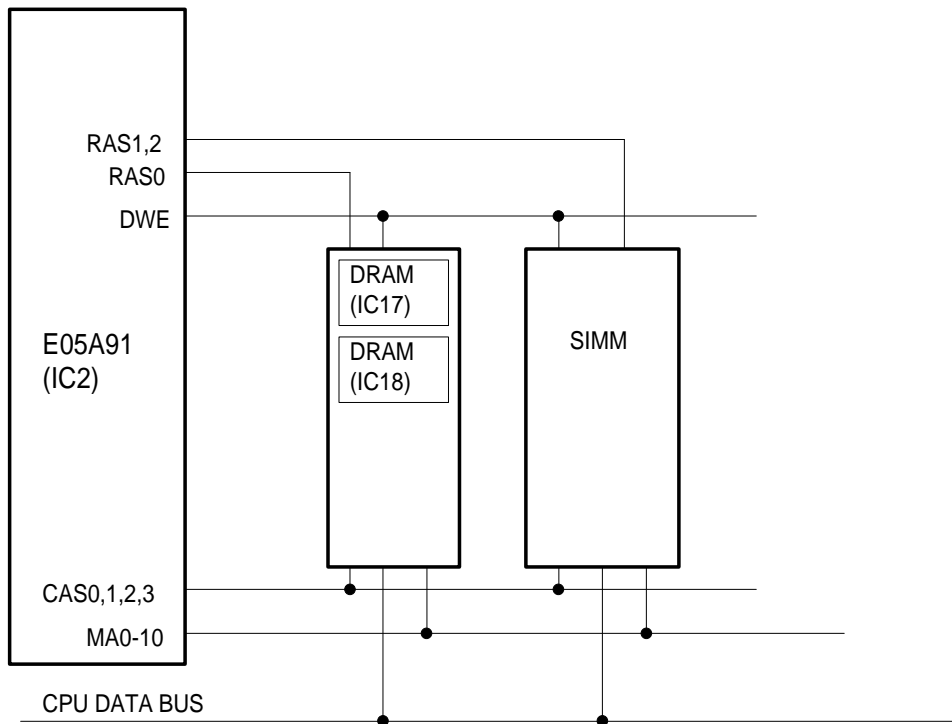 RAS1,2
RAS0
DWE
DRAM
(IC17)
DRAM
(IC18)
SIMM
E05A91
(IC2)
CAS0,1,2,3
MA0-10
CPU DATA BUS